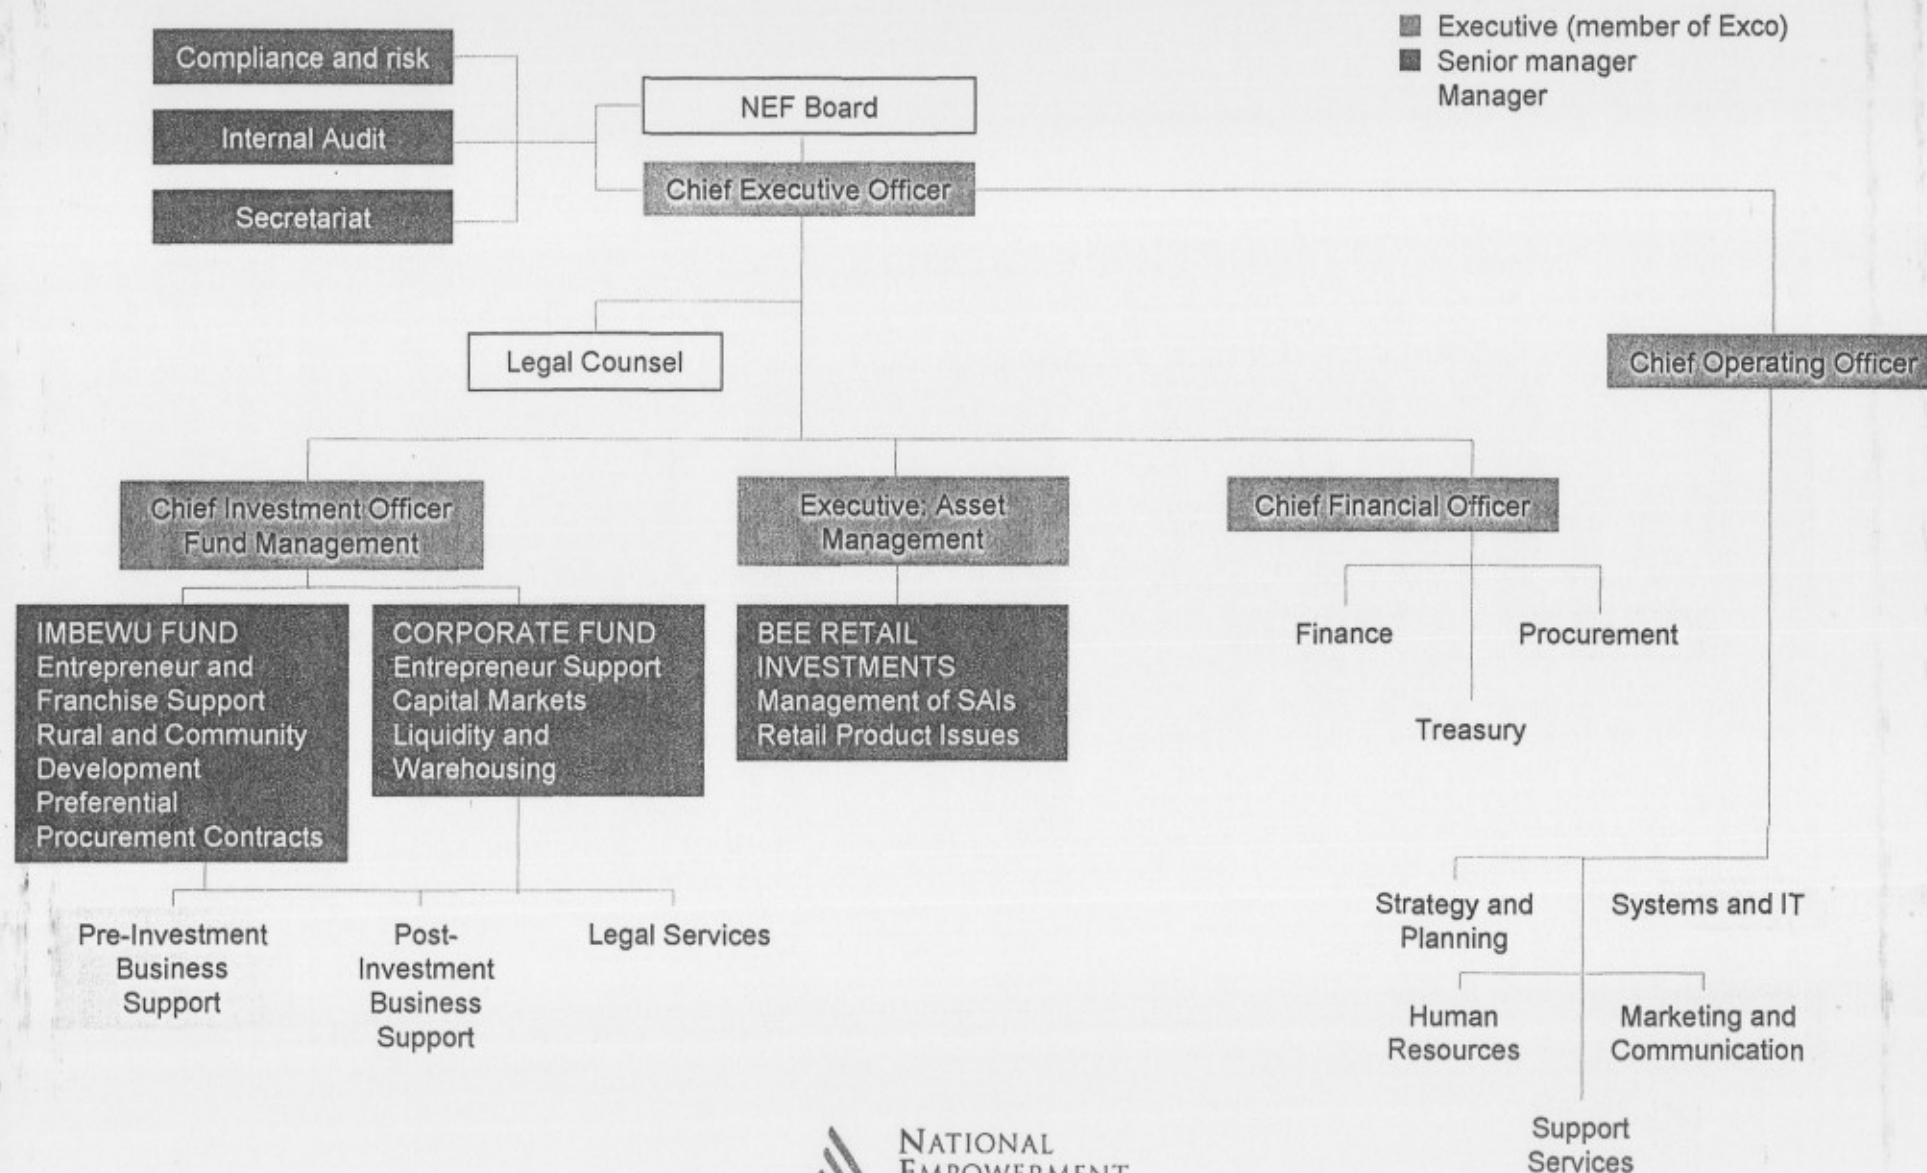 Executive (member of Exco)
Senior manager
Manager
Compliance and risk
Internal Audit
Secretariat
NEF Board
Chief Executive Officer
Legal Counsel
Chief Operating Officer
Chief Investment Officer
Fund Management
Executive: Asset
Management
Chief Financial Officer
IMBEWU FUND
Entrepreneur and
Franchise Support
Rural and Community
Development
Preferential
Procurement Contracts
CORPORATE FUND
Entrepreneur Support
Capital Markets
Liquidity and
Warehousing
BEE RETAIL
INVESTMENTS
Management of SAIs
Retail Product Issues
Finance
Procurement
Treasury
Pre-Investment
Business
Support
Post-
Investment
Business
Support
Legal Services
Strategy and
Planning
Systems and IT
Human
Resources
Marketing and
Communication
Support
Services
NATIONAL
EMPOWERMENT